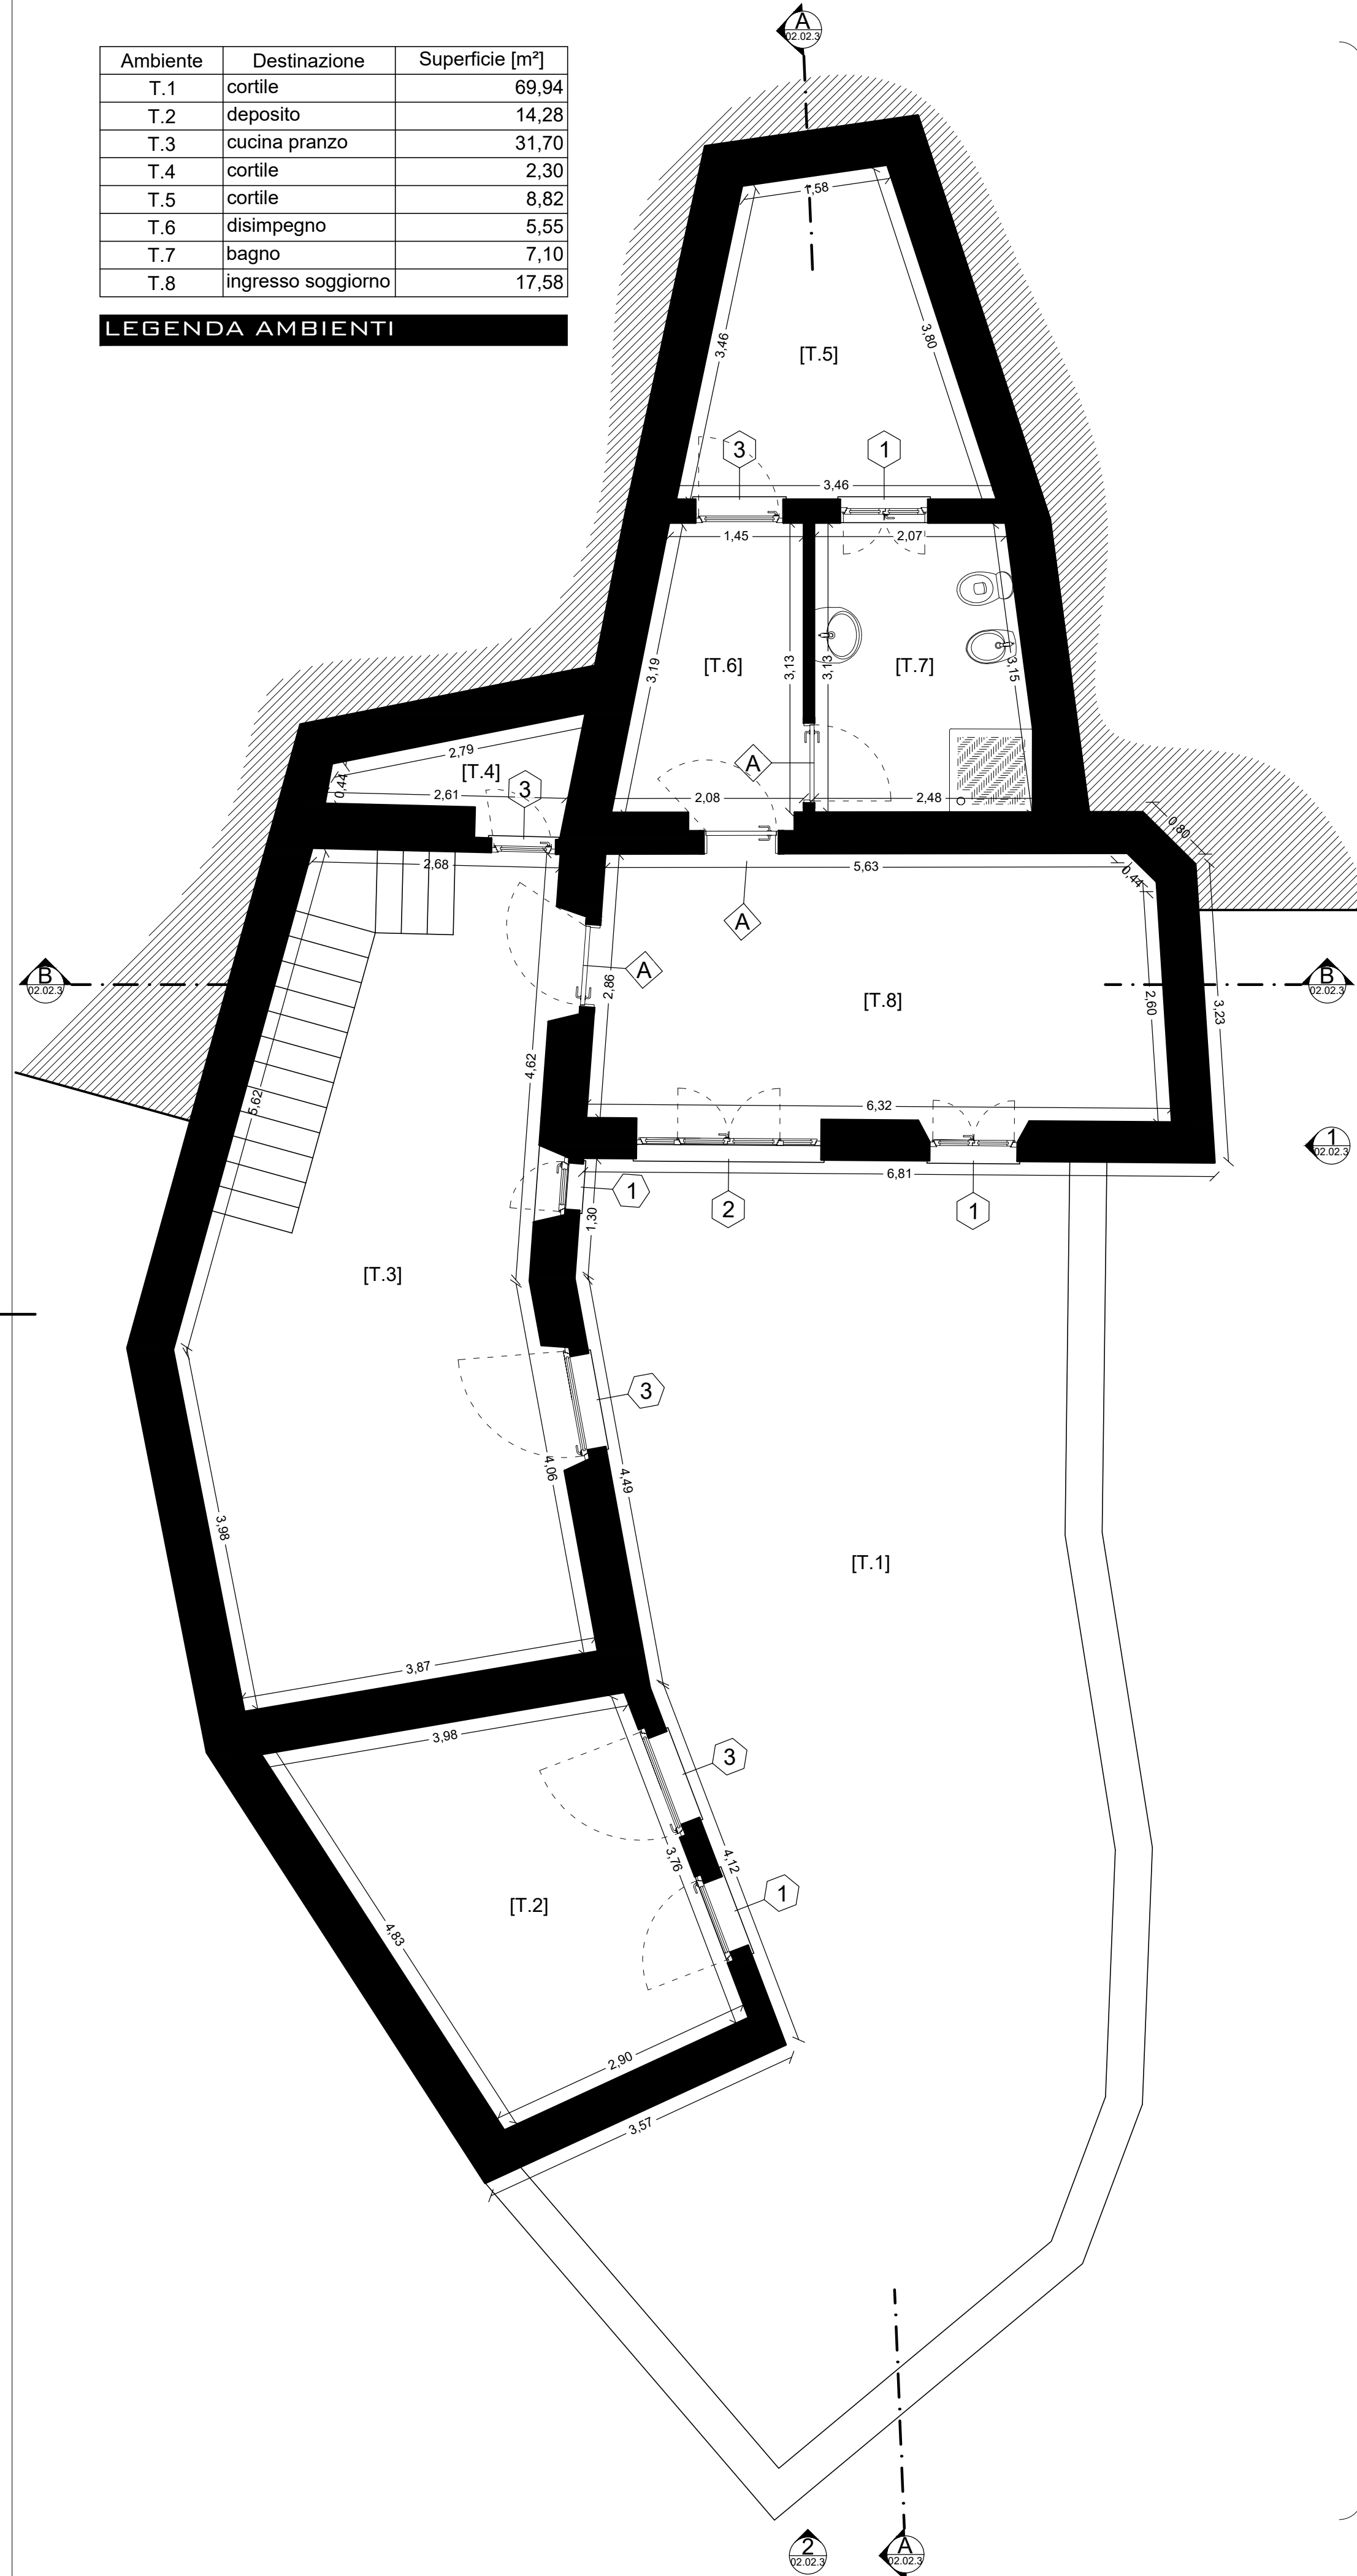 A
02.02.3
Ambiente Destinazione Superficie [m²]
T.1 cortile 69,94
T.2 deposito 14,28
T.3 cucina pranzo 31,70
T.4 cortile 2,30
T.5 cortile 8,82
T.6 disimpegno 5,55
T.7 bagno 7,10
T.8 ingresso soggiorno 17,58
LEGENDA AMBIENTI
1,58
3,46
3,80
[T.5]
3
1
3,46
1,45
2,07
3,19
[T.6]
3,13
3,13
[T.7]
3,15
2,79
[T.4]
A
0,44
2,61
3
2,08
2,48
0,80
2,68
5,63
0,44
A
A
B
02.02.3
2,86
[T.8]
2,60
3,23
B
02.02.3
4,62
5,62
6,32
1
02.02.3
6,81
1
1,30
2
1
[T.3]
3
4,06
4,49
3,98
[T.1]
3,87
3,98
3
3,76
4,12
1
[T.2]
4,83
2,90
3,57
2
02.02.3
A
02.02.3